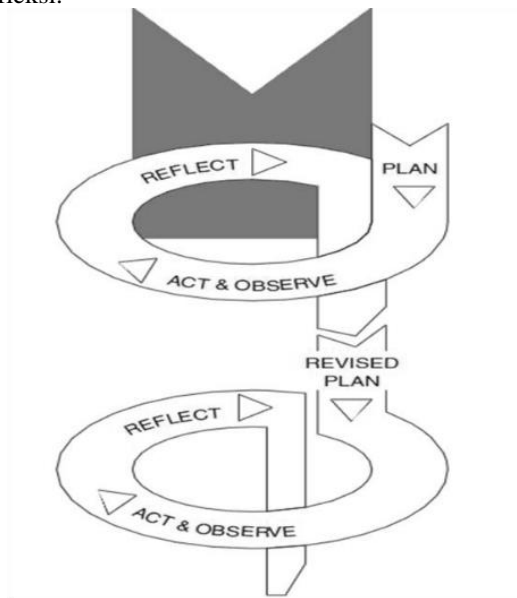 REFLECT
PLAN
ACT & OBSERVE
REVISED
PLAN
REFLECT
ACT & OBSERVE